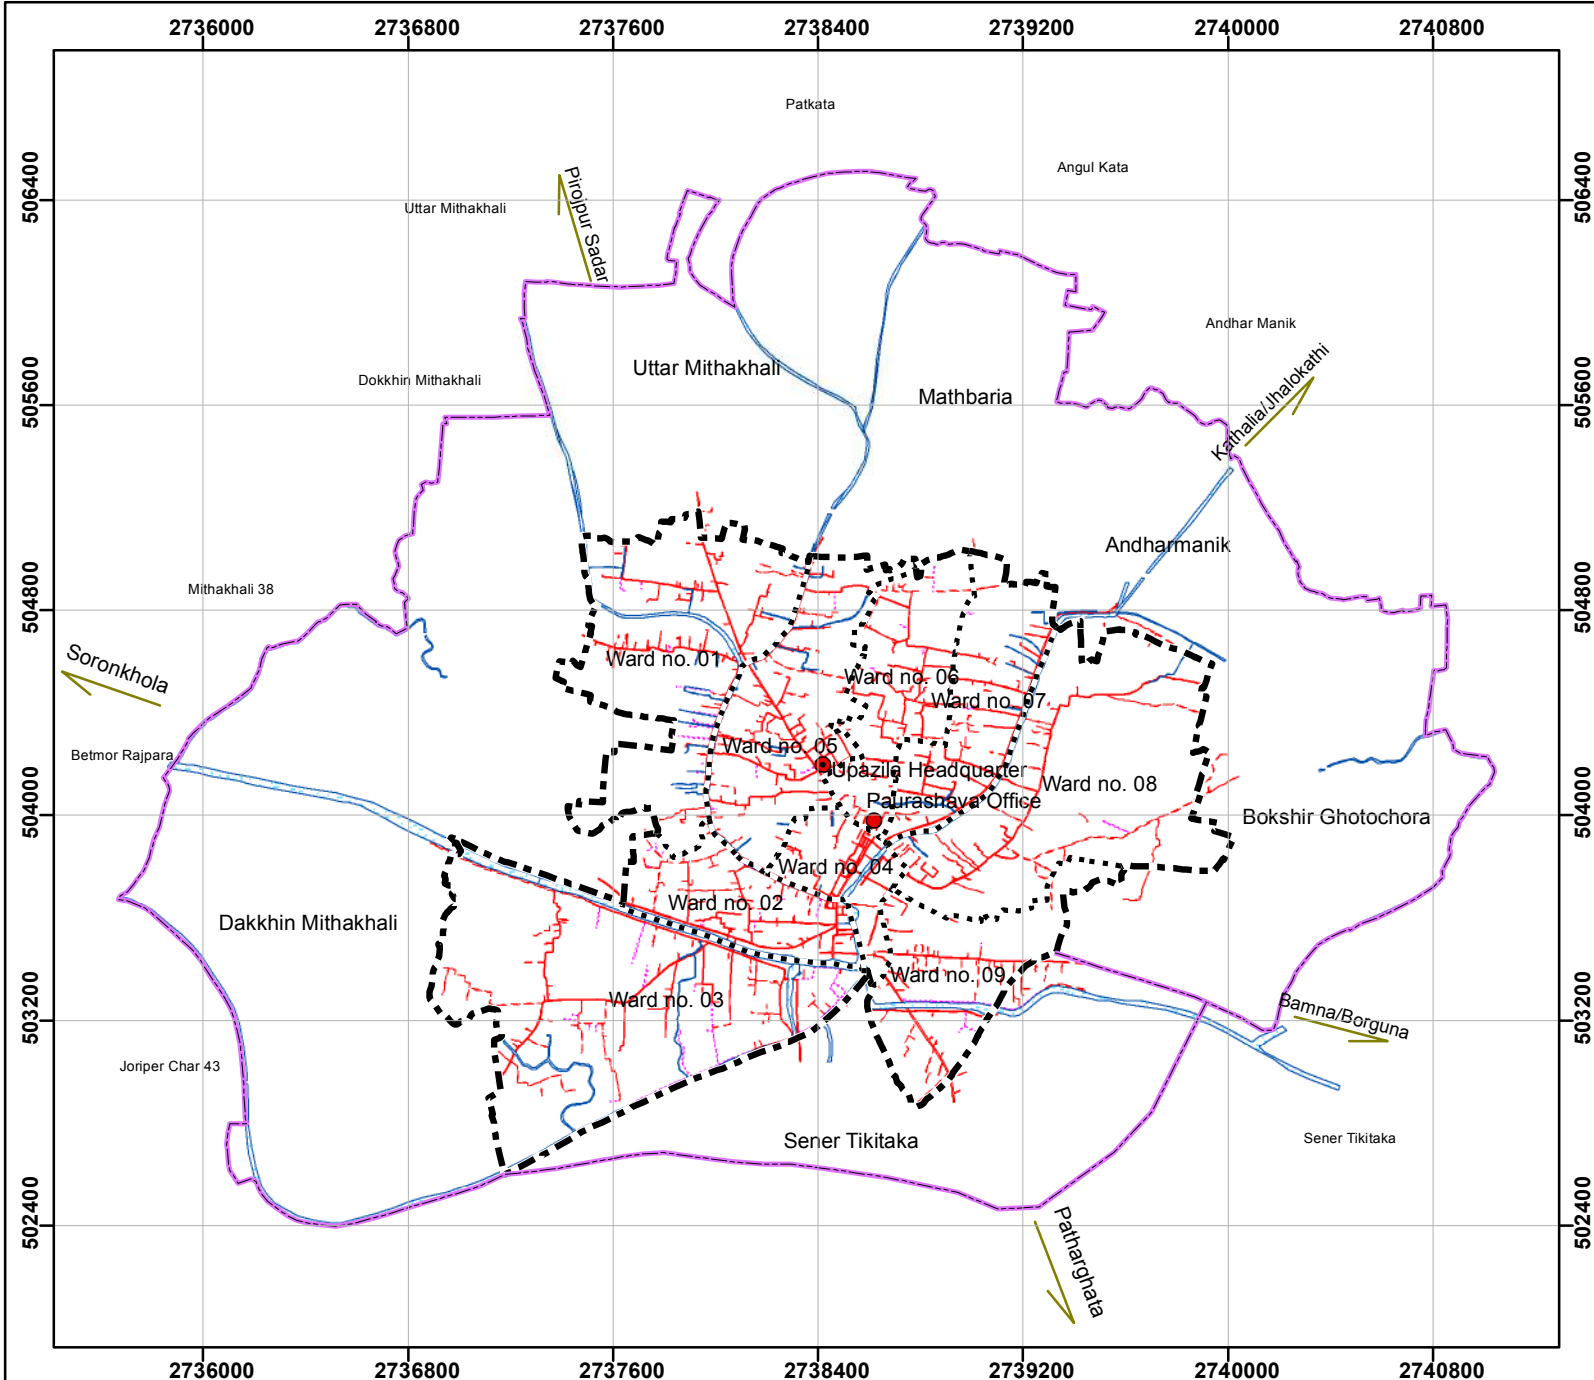 2736000 2736800 2737600 2738400 2739200 2740000 2740800
Patkata
Angul Kata
506400
506400
Pirojpur Sadar
Uttar Mithakhali
Andhar Manik
Uttar Mithakhali
Dokkhin Mithakhali
Mathbaria
Kathalia/Jhalokathi
505600
505600
Andharmanik
Mithakhali 38
504800
504800
Ward no. 01
Soronkhola
Ward no. 06
Ward no. 07
Ward no. 05
Betmor Rajpara
Upazila Headquarter
Ward no. 08
Paurashava Office
504000
Bokshir Ghotochora
504000
Ward no. 04
Ward no. 02
Dakkhin Mithakhali
Ward no. 09
Ward no. 03
503200
Bamna/Borguna
503200
Joriper Char 43
Sener Tikitaka
Sener Tikitaka
502400
Patharghata
502400
2736000 2736800 2737600 2738400 2739200 2740000 2740800